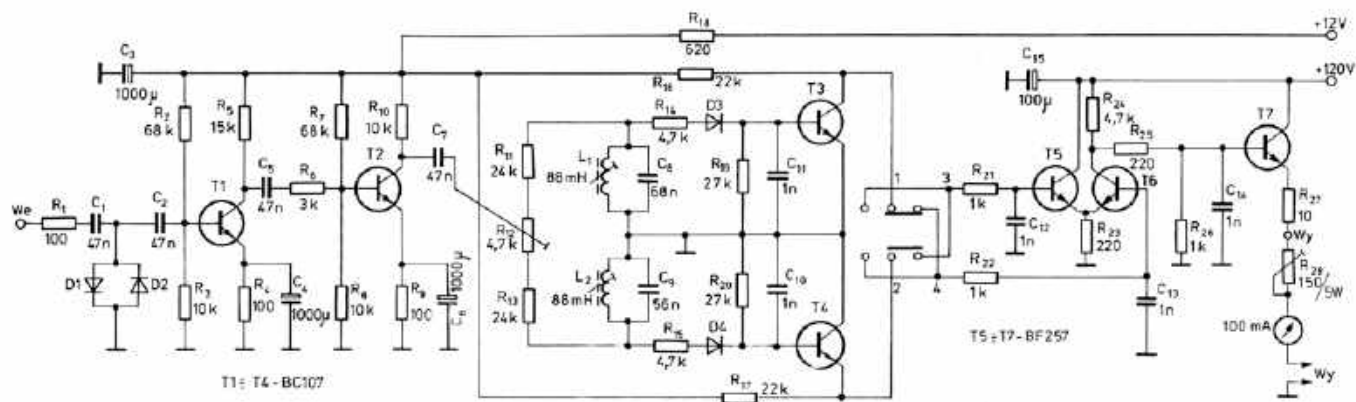 R18
620
+12V
C3
1000µ
R16
22k
+120V
C15
100µ
R2
68k
R5
15k
R7
68k
R10
10k
C7
47n
R14
4,7k
D3
T3
R24
4,7k
R25
220
T7
R11
24k
L1
88mH
C8
68n
R19
27k
C11
1n
T1
C5
47n
R6
3k
T2
T5
T6
We
R1
100
C1
47n
C2
47n
R12
4,7k
1
3
R21
1k
C12
1n
R23
220
R26
1k
C14
1n
R27
10
Wy
D1
D2
R3
10k
R4
100
C4
1000µ
R8
10k
R9
100
1000µ
L2
88mH
C9
56n
R20
27k
C10
1n
2
4
R22
1k
C13
1n
R28
150/5W
R13
24k
R15
4,7k
D4
T4
T5÷T7-BF257
100mA
T1÷T4-BC107
R17
22k
Wy